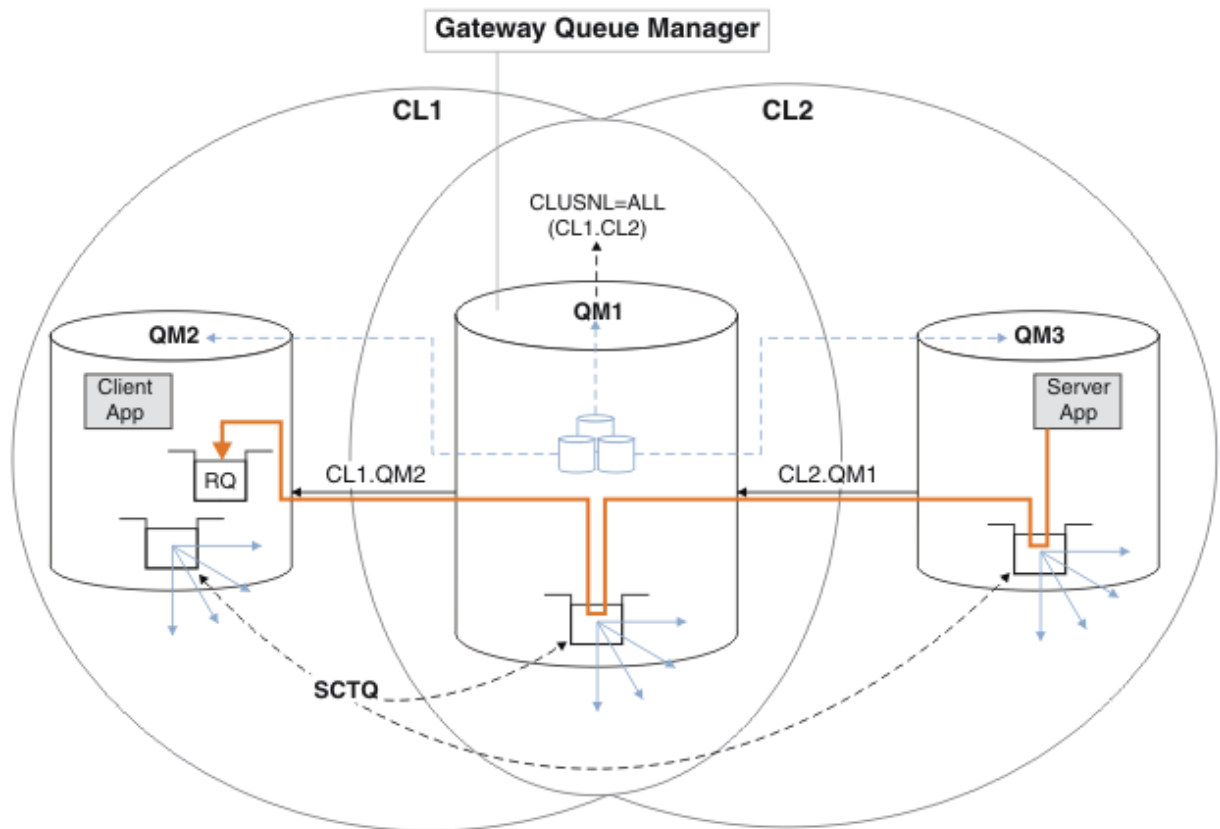 Gateway Queue Manager
CL1
CL2
CLUSNL=ALL
(CL1.CL2)
QM2
QM1
QM3
Client
App
Server
App
RQ
CL1.QM2
CL2.QM1
SCTQ